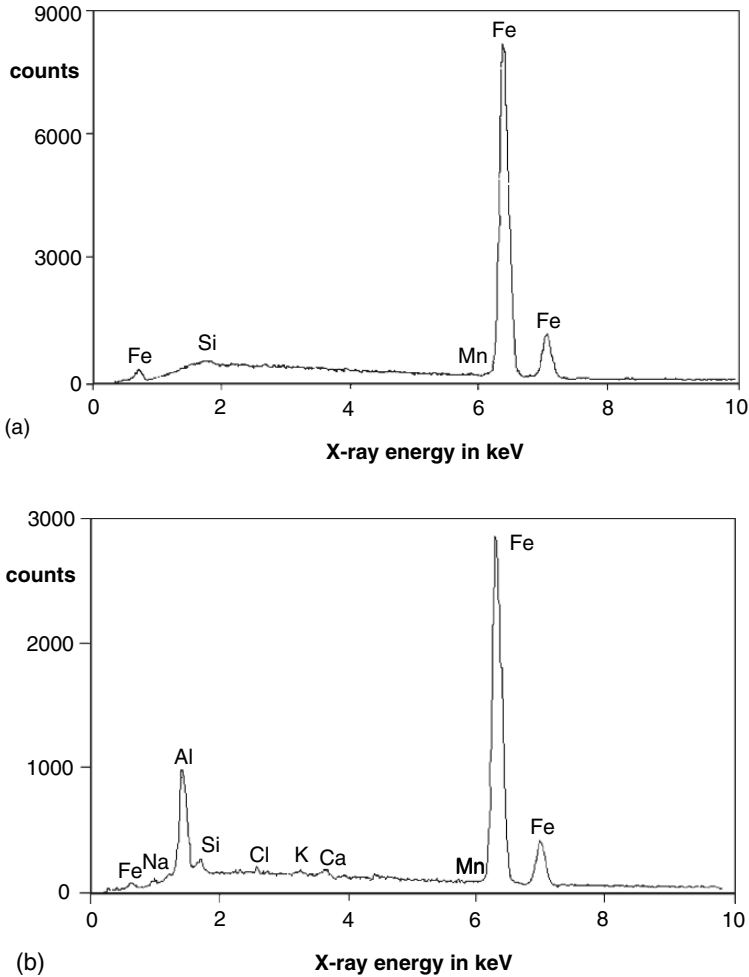 9000
Fe
counts
6000
3000
Fe
Si
Mn
Fe
0
0 2 4 6 8 10
(a)
X-ray energy in keV
3000
Fe
counts
2000
Al
1000
Fe
Na
Si
Cl
K
Ca
Mn
Fe
0
0 2 4 6 8 10
(b)
X-ray energy in keV